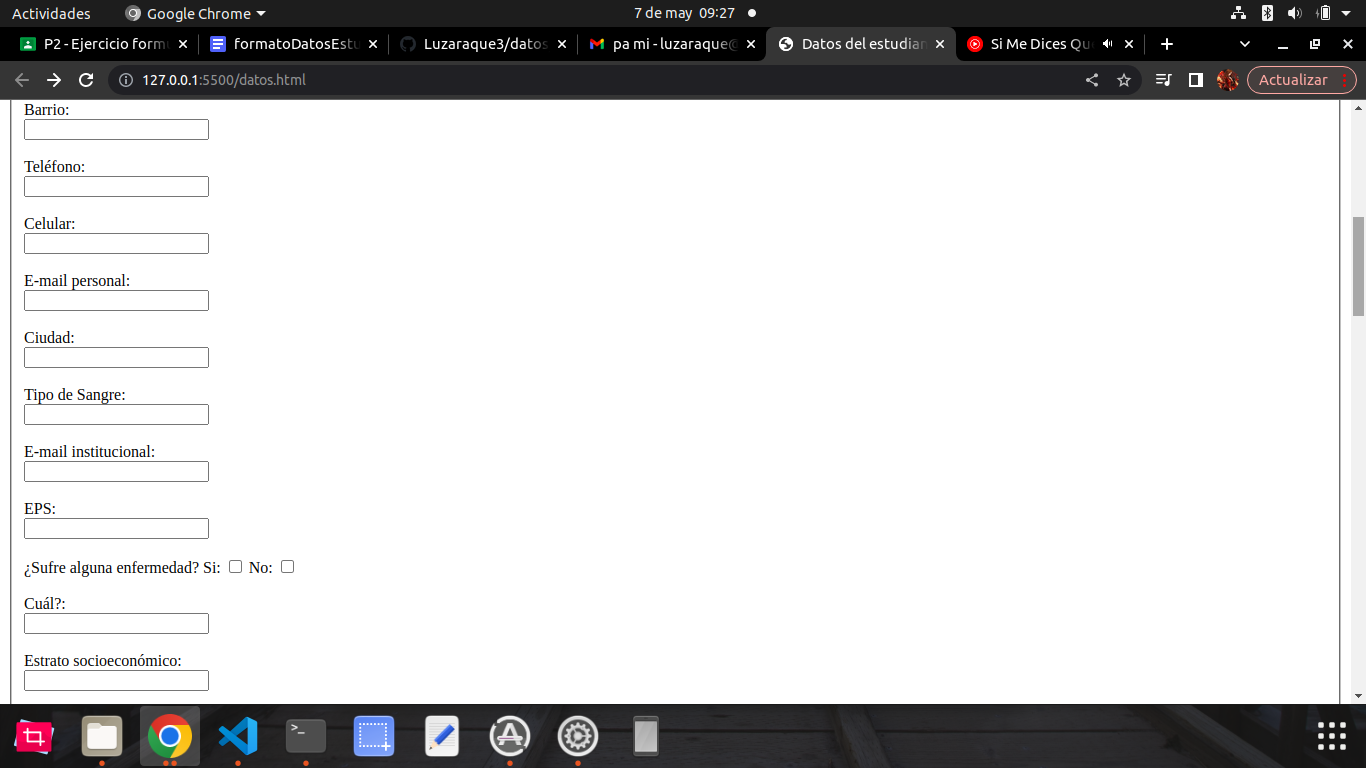 Actividades Google Chrome 7 de may 09:27
P2 - Ejercicio form formatoDatosEstu Luzaraque3/datos pa mi - luzaraque@ Datos del estudian Si Me Dices Que
127.0.0.1:5500/datos.html Actualizar
Barrio:
Teléfono:
Celular:
E-mail personal:
Ciudad:
Tipo de Sangre:
E-mail institucional:
EPS:
¿Sufre alguna enfermedad? Si: No:
Cuál?:
Estrato socioeconómico: